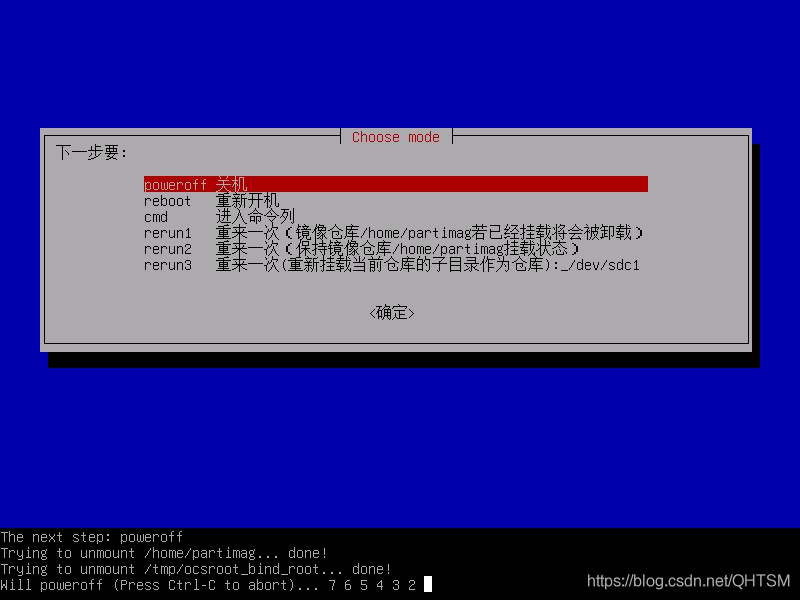 Choose mode
下一步要:
poweroff 关机
reboot 重新开机
cmd 进入命令列
rerun1 重来一次(镜像仓库/home/partimag若已经挂载将会被卸载)
rerun2 重来一次(保持镜像仓库/home/partimag挂载状态)
rerun3 重来一次(重新挂载当前仓库的子目录作为仓库):_/dev/sdc1
<确定>
The next step: poweroff
Trying to unmount /home/partimag... done!
Trying to unmount /tmp/ocsroot_bind_root... done!
Will poweroff (Press Ctrl-C to abort)... 7 6 5 4 3 2
https://blog.csdn.net/QHTSM